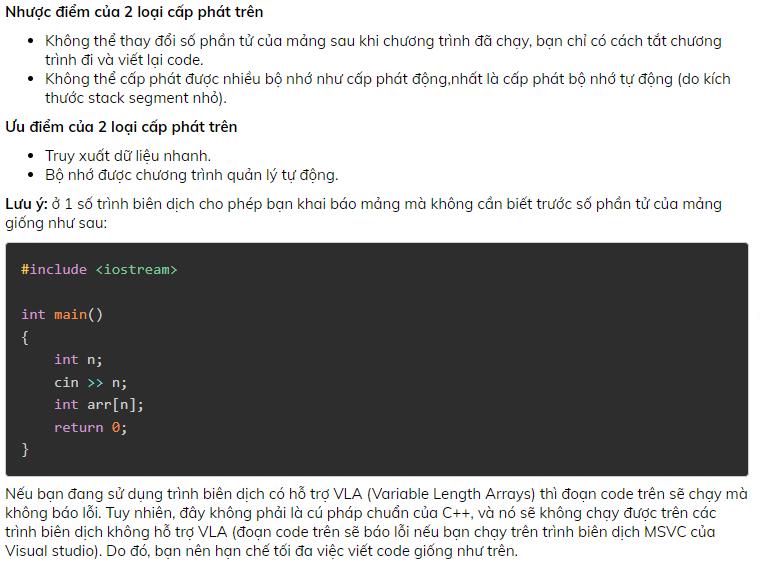 Nhược điểm của 2 loại cấp phát trên
• Không thể thay đổi số phần tử của mảng sau khi chương trình đã chạy, bạn chỉ có cách tắt chương
trình đi và viết lại code.
• Không thể cấp phát được nhiều bộ nhớ như cấp phát động,nhất là cấp phát bộ nhớ tự động (do kích
thước stack segment nhỏ).
Ưu điểm của 2 loại cấp phát trên
• Truy xuất dữ liệu nhanh.
• Bộ nhớ được chương trình quản lý tự động.
Lưu ý: ở 1 số trình biên dịch cho phép bạn khai báo mảng mà không cần biết trước số phần tử của mảng
giống như sau:
#include <iostream>
int main()
{
    int n;
    cin >> n;
    int arr[n];
    return 0;
}
Nếu bạn đang sử dụng trình biên dịch có hỗ trợ VLA (Variable Length Arrays) thì đoạn code trên sẽ chạy mà
không báo lỗi. Tuy nhiên, đây không phải là cú pháp chuẩn của C++, và nó sẽ không chạy được trên các
trình biên dịch không hỗ trợ VLA (đoạn code trên sẽ báo lỗi nếu bạn chạy trên trình biên dịch MSVC của
Visual studio). Do đó, bạn nên hạn chế tối đa việc viết code giống như trên.